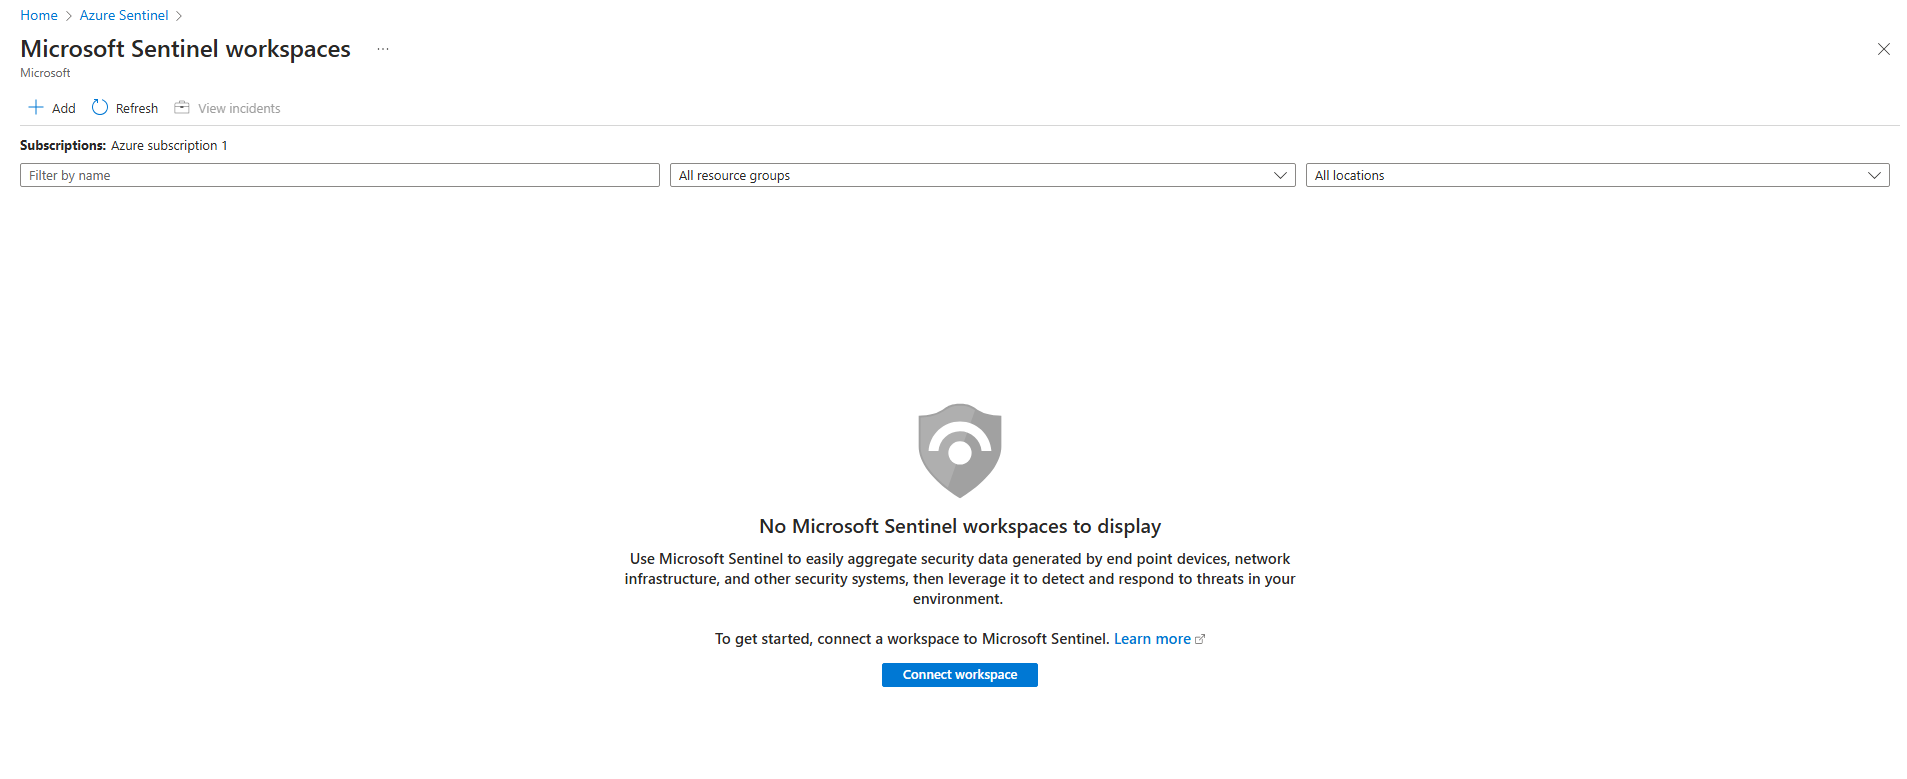 Home > Azure Sentinel >
Microsoft Sentinel workspaces ...
Microsoft
Add Refresh View incidents
Subscriptions: Azure subscription 1
Filter by name All resource groups All locations
No Microsoft Sentinel workspaces to display
Use Microsoft Sentinel to easily aggregate security data generated by end point devices, network
infrastructure, and other security systems, then leverage it to detect and respond to threats in your
environment.
To get started, connect a workspace to Microsoft Sentinel. Learn more
Connect workspace